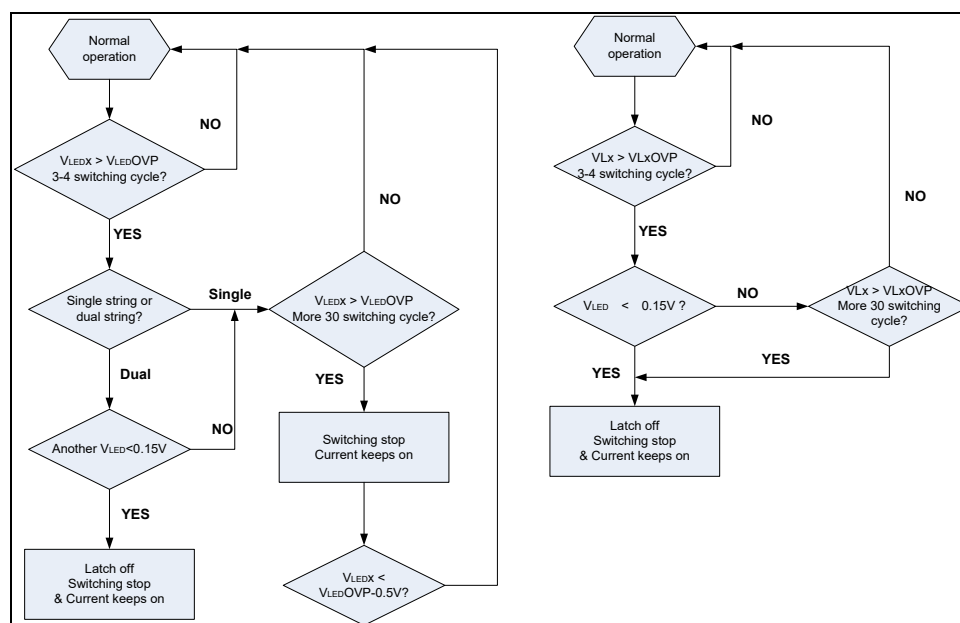 Normal
operation
NO
VLEDX > VLEDOVP
3-4 switching cycle?
YES
Single string or
dual string?
Single
Dual
Another VLED<0.15V
NO
YES
Latch off
Switching stop
& Current keeps on
NO
VLEDX > VLEDOVP
More 30 switching cycle?
YES
Switching stop
Current keeps on
VLEDX <
VLEDOVP-0.5V?
Normal
operation
NO
VLx > VLxOVP
3-4 switching cycle?
YES
VLED < 0.15V ?
NO
NO
VLx > VLxOVP
More 30 switching
cycle?
YES
YES
Latch off
Switching stop
& Current keeps on